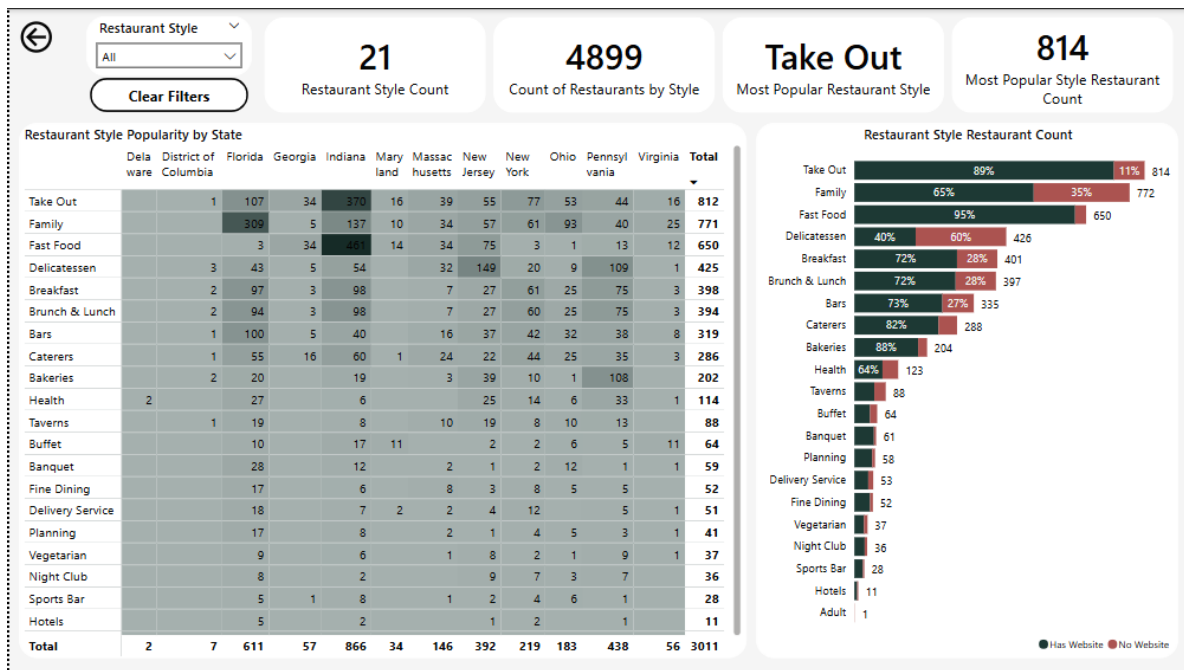 Restaurant Style
All
Clear Filters
21
Restaurant Style Count
4899
Count of Restaurants by Style
Take Out
Most Popular Restaurant Style
814
Most Popular Style Restaurant
Count
Restaurant Style Popularity by State
Dela ware District of Columbia Florida Georgia Indiana Mary land Massac husetts New Jersey New York Ohio Pennsyl vania Virginia Total
Take Out 1 107 34 370 16 39 55 77 53 44 16 812
Family 309 5 137 10 34 57 61 93 40 25 771
Fast Food 3 34 461 14 34 75 3 1 13 12 650
Delicatessen 3 43 5 54 32 149 20 9 109 1 425
Breakfast 2 97 3 98 7 27 61 25 75 3 398
Brunch & Lunch 2 94 3 98 7 27 60 25 75 3 394
Bars 1 100 5 40 16 37 42 32 38 8 319
Caterers 1 55 16 60 1 24 22 44 25 35 3 286
Bakeries 2 20 19 3 39 10 1 108 202
Health 2 27 6 25 14 6 33 1 114
Taverns 1 19 8 10 19 8 10 13 88
Buffet 10 17 11 2 2 6 5 11 64
Banquet 28 12 2 1 2 12 1 1 59
Fine Dining 17 6 8 3 8 5 5 52
Delivery Service 18 7 2 2 4 12 5 1 51
Planning 17 8 2 1 4 5 3 1 41
Vegetarian 9 6 1 8 2 1 9 1 37
Night Club 8 2 9 7 3 7 36
Sports Bar 5 1 8 1 2 4 6 1 28
Hotels 5 2 1 2 1 11
Total 2 7 611 57 866 34 146 392 219 183 438 56 3011
Restaurant Style Restaurant Count
Take Out 89% 11% 814
Family 65% 35% 772
Fast Food 95% 650
Delicatessen 40% 60% 426
Breakfast 72% 28% 401
Brunch & Lunch 72% 28% 397
Bars 73% 27% 335
Caterers 82% 288
Bakeries 88% 204
Health 64% 123
Taverns 88
Buffet 64
Banquet 61
Planning 58
Delivery Service 53
Fine Dining 52
Vegetarian 37
Night Club 36
Sports Bar 28
Hotels 11
Adult 1
Has Website No Website